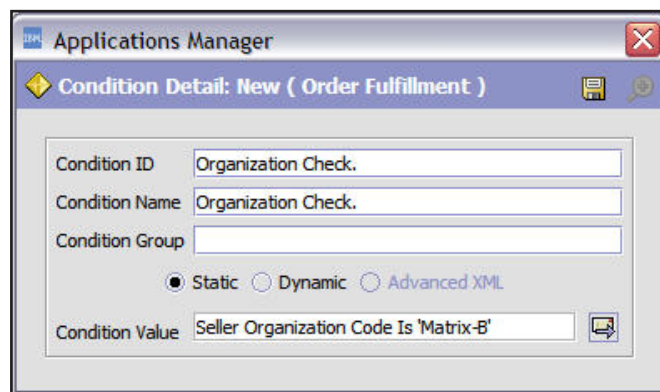 IBM Applications Manager
Condition Detail: New ( Order Fulfillment )
Condition ID Organization Check.
Condition Name Organization Check.
Condition Group
Static Dynamic Advanced XML
Condition Value Seller Organization Code Is 'Matrix-B'